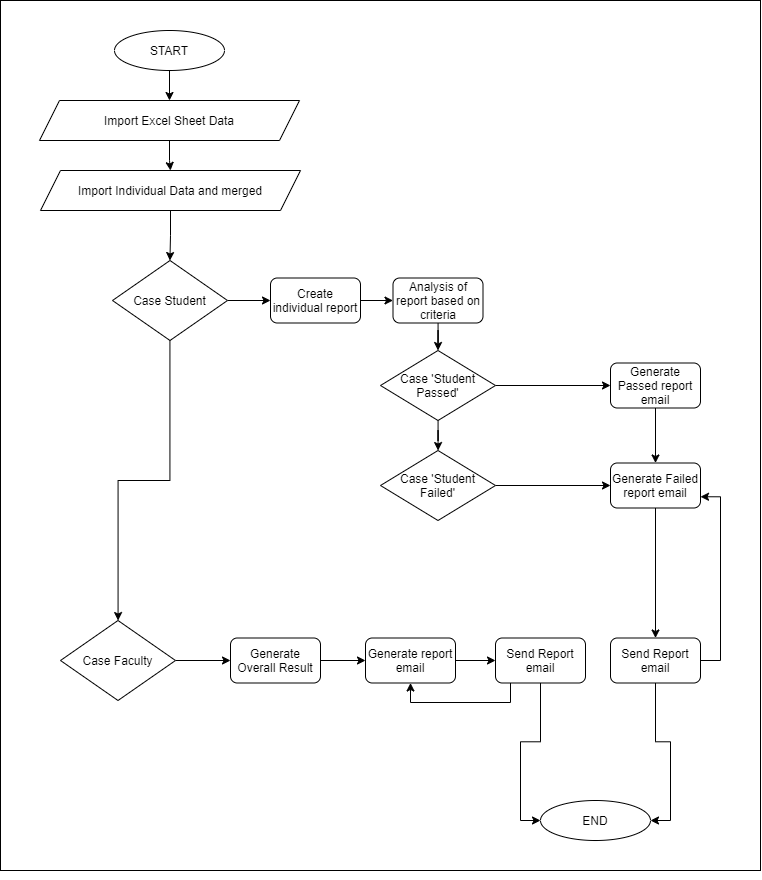 START
Import Excel Sheet Data
Import Individual Data and merged
Case Student
Create
individual report
Analysis of
report based on
criteria
Case 'Student
Passed'
Generate
Passed report
email
Case 'Student
Failed'
Generate Failed
report email
Case Faculty
Generate
Overall Result
Generate report
email
Send Report
email
Send Report
email
END